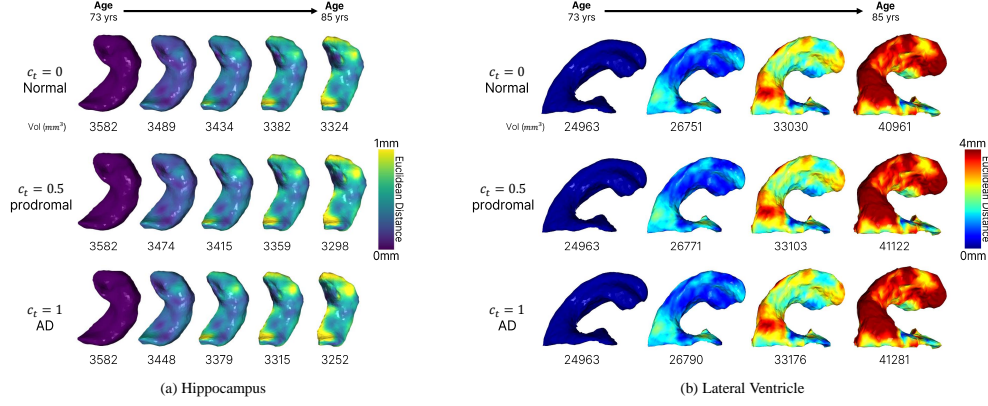 Age
73 yrs
Age
85 yrs
c_t = 0
Normal
Vol (mm³) 3582 3489 3434 3382 3324
c_t = 0.5
prodromal
3582 3474 3415 3359 3298
c_t = 1
AD
3582 3448 3379 3315 3252
1mm
Euclidean Distance
0mm
(a) Hippocampus
Age
73 yrs
Age
85 yrs
c_t = 0
Normal
Vol (mm³) 24963 26751 33030 40961
c_t = 0.5
prodromal
24963 26771 33103 41122
c_t = 1
AD
24963 26790 33176 41281
4mm
Euclidean Distance
0mm
(b) Lateral Ventricle